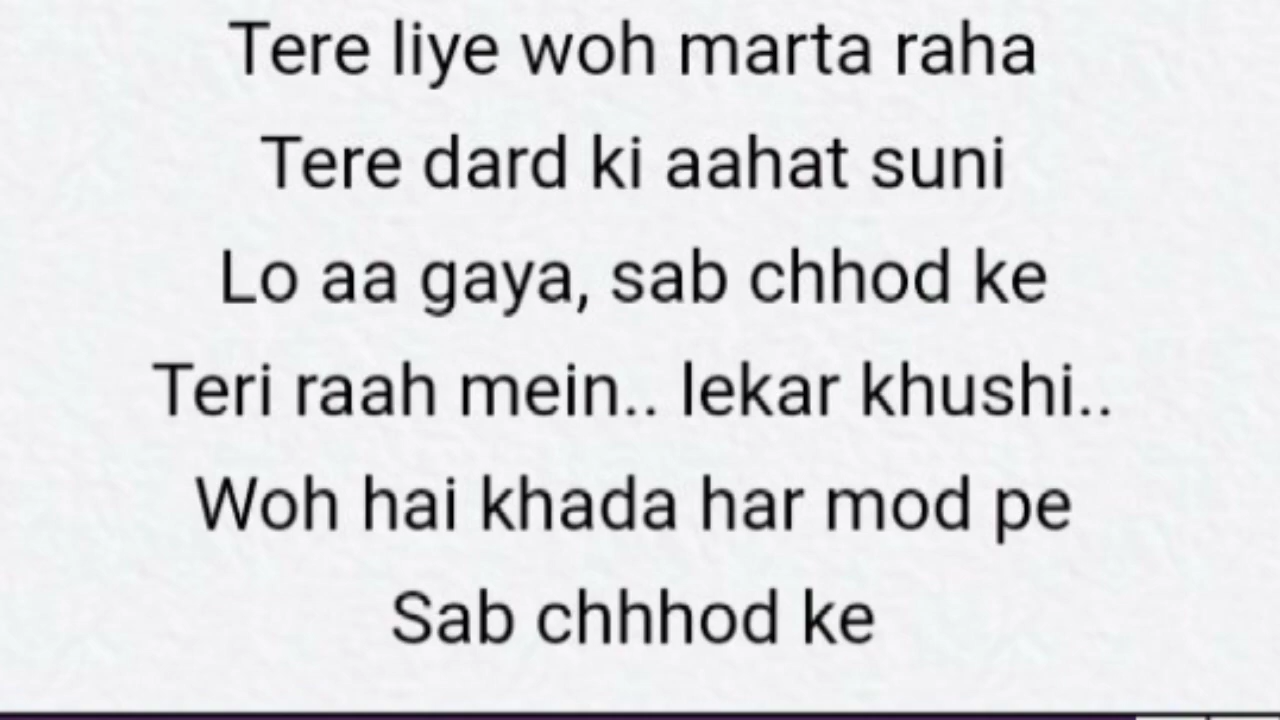 Tere liye woh marta raha
Tere dard ki aahat suni
Lo aa gaya, sab chhod ke
Teri raah mein.. lekar khushi..
Woh hai khada har mod pe
Sab chhhod ke